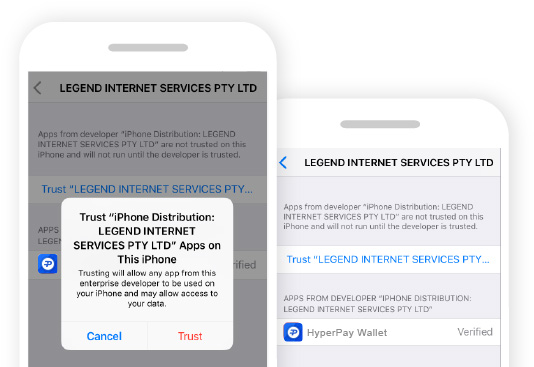 LEGEND INTERNET SERVICES PTY LTD
Apps from developer "iPhone Distribution: LEGEND
INTERNET SERVICES PTY LTD" are not trusted on this
iPhone and will not run until the developer is trusted.
Trust "LEGEND INTERNET SERVICES PTY...
APPS
LEGEN
Verified
Trust "iPhone Distribution:
LEGEND INTERNET
SERVICES PTY LTD" Apps on
This iPhone
Trusting will allow any app from this
enterprise developer to be used on
your iPhone and may allow access to
your data.
Cancel
Trust
LEGEND INTERNET SERVICES PTY LTD
Apps from developer "iPhone Distribution: LEGEND
INTERNET SERVICES PTY LTD" are not trusted on this
iPhone and will not run until the developer is trusted.
Trust "LEGEND INTERNET SERVICES PTY...
APPS FROM DEVELOPER "IPHONE DISTRIBUTION:
LEGEND INTERNET SERVICES PTY LTD"
HyperPay Wallet
Verified